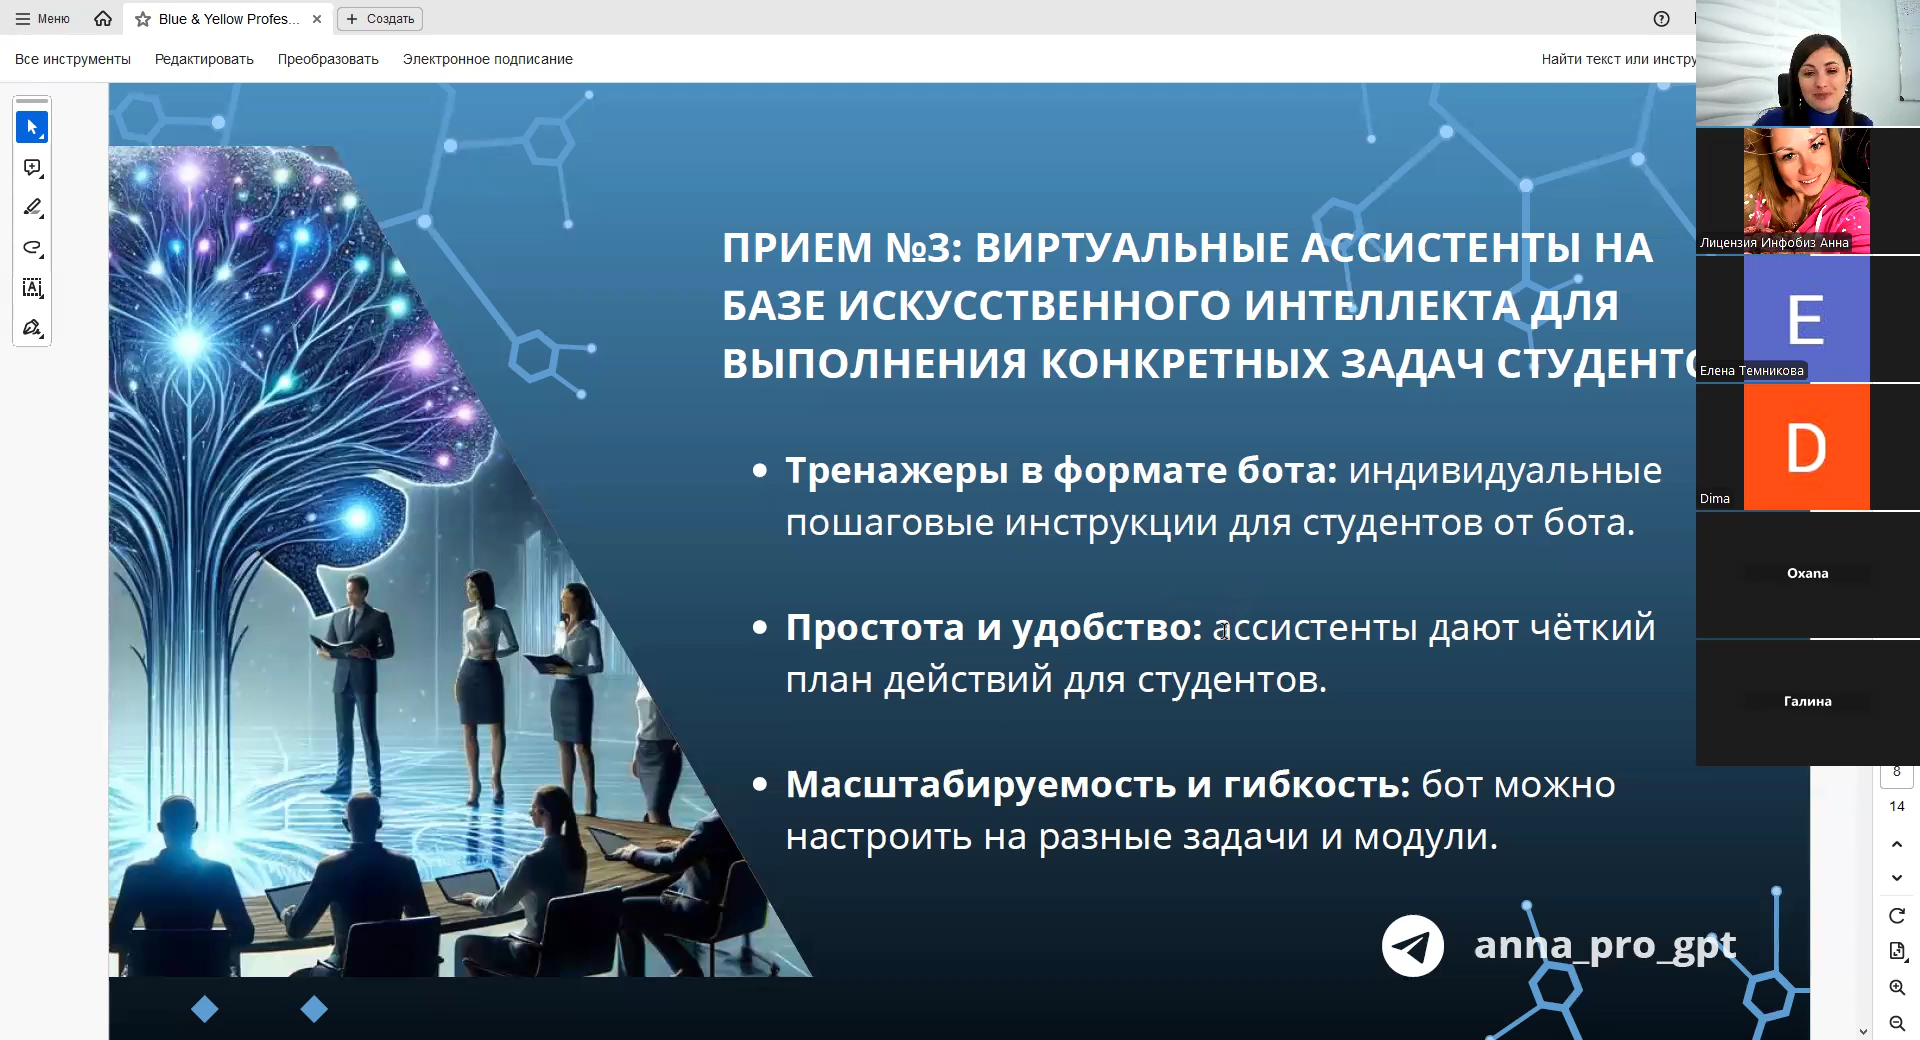 Меню
Blue & Yellow Profes...
Создать
Все инструменты
Редактировать
Преобразовать
Электронное подписание
Найти текст или инстру
ПРИЕМ №3: ВИРТУАЛЬНЫЕ АССИСТЕНТЫ НА
БАЗЕ ИСКУССТВЕННОГО ИНТЕЛЛЕКТА ДЛЯ
ВЫПОЛНЕНИЯ КОНКРЕТНЫХ ЗАДАЧ СТУДЕНТО
Тренажеры в формате бота: индивидуальные
пошаговые инструкции для студентов от бота.
Простота и удобство: ассистенты дают чёткий
план действий для студентов.
Масштабируемость и гибкость: бот можно
настроить на разные задачи и модули.
anna_pro_gpt
Лицензия Инфобиз Анна
E
Елена Темникова
D
Dima
Oxana
Галина
8
14